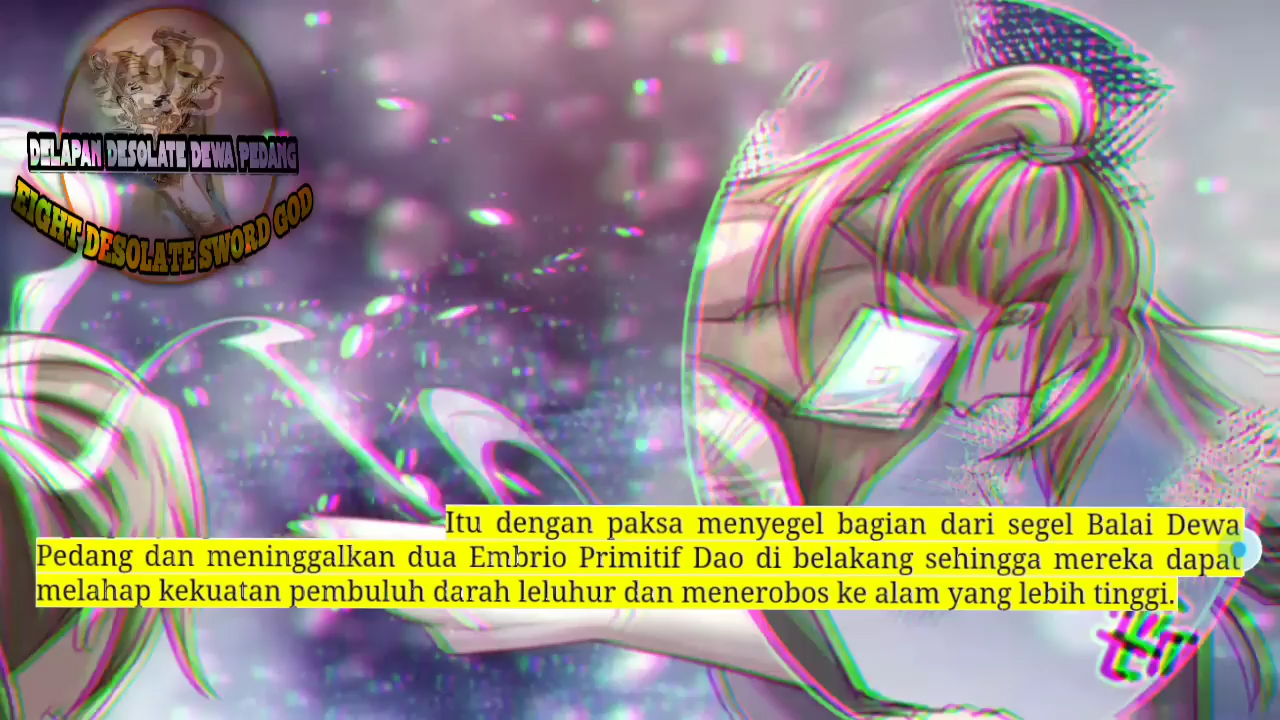 DELAPAN DESOLATE DEWA PEDANG
EIGHT DESOLATE SWORD GOD
Itu dengan paksa menyegel bagian dari segel Balai Dewa
Pedang dan meninggalkan dua Embrio Primitif Dao di belakang sehingga mereka dapat
melahap kekuatan pembuluh darah leluhur dan menerobos ke alam yang lebih tinggi.